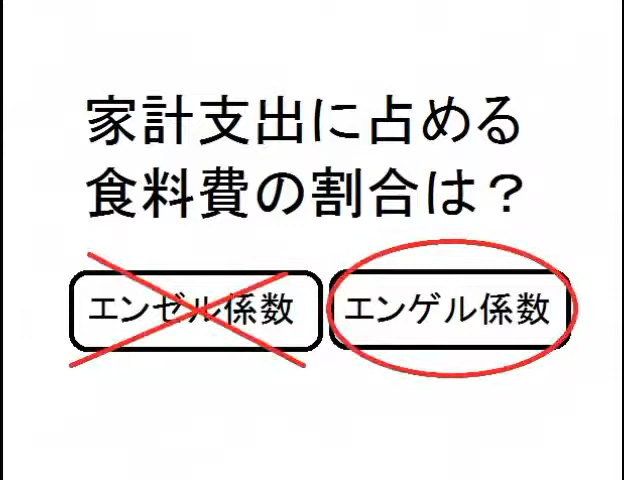 家計支出に占める
食料費の割合は？
エンゼル係数
エンゲル係数